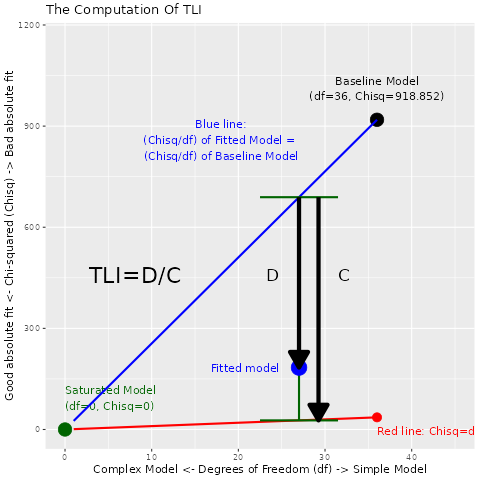 The Computation Of TLI
Good absolute fit <- Chi-squared (Chisq) -> Bad absolute fit
1200
900
600
300
0
Baseline Model
(df=36, Chisq=918.852)
Blue line:
(Chisq/df) of Fitted Model =
(Chisq/df) of Baseline Model
TLI=D/C
D
C
Fitted model
Saturated Model
(df=0, Chisq=0)
Red line: Chisq=d
0
20
40
Complex Model <- Degrees of Freedom (df) -> Simple Model